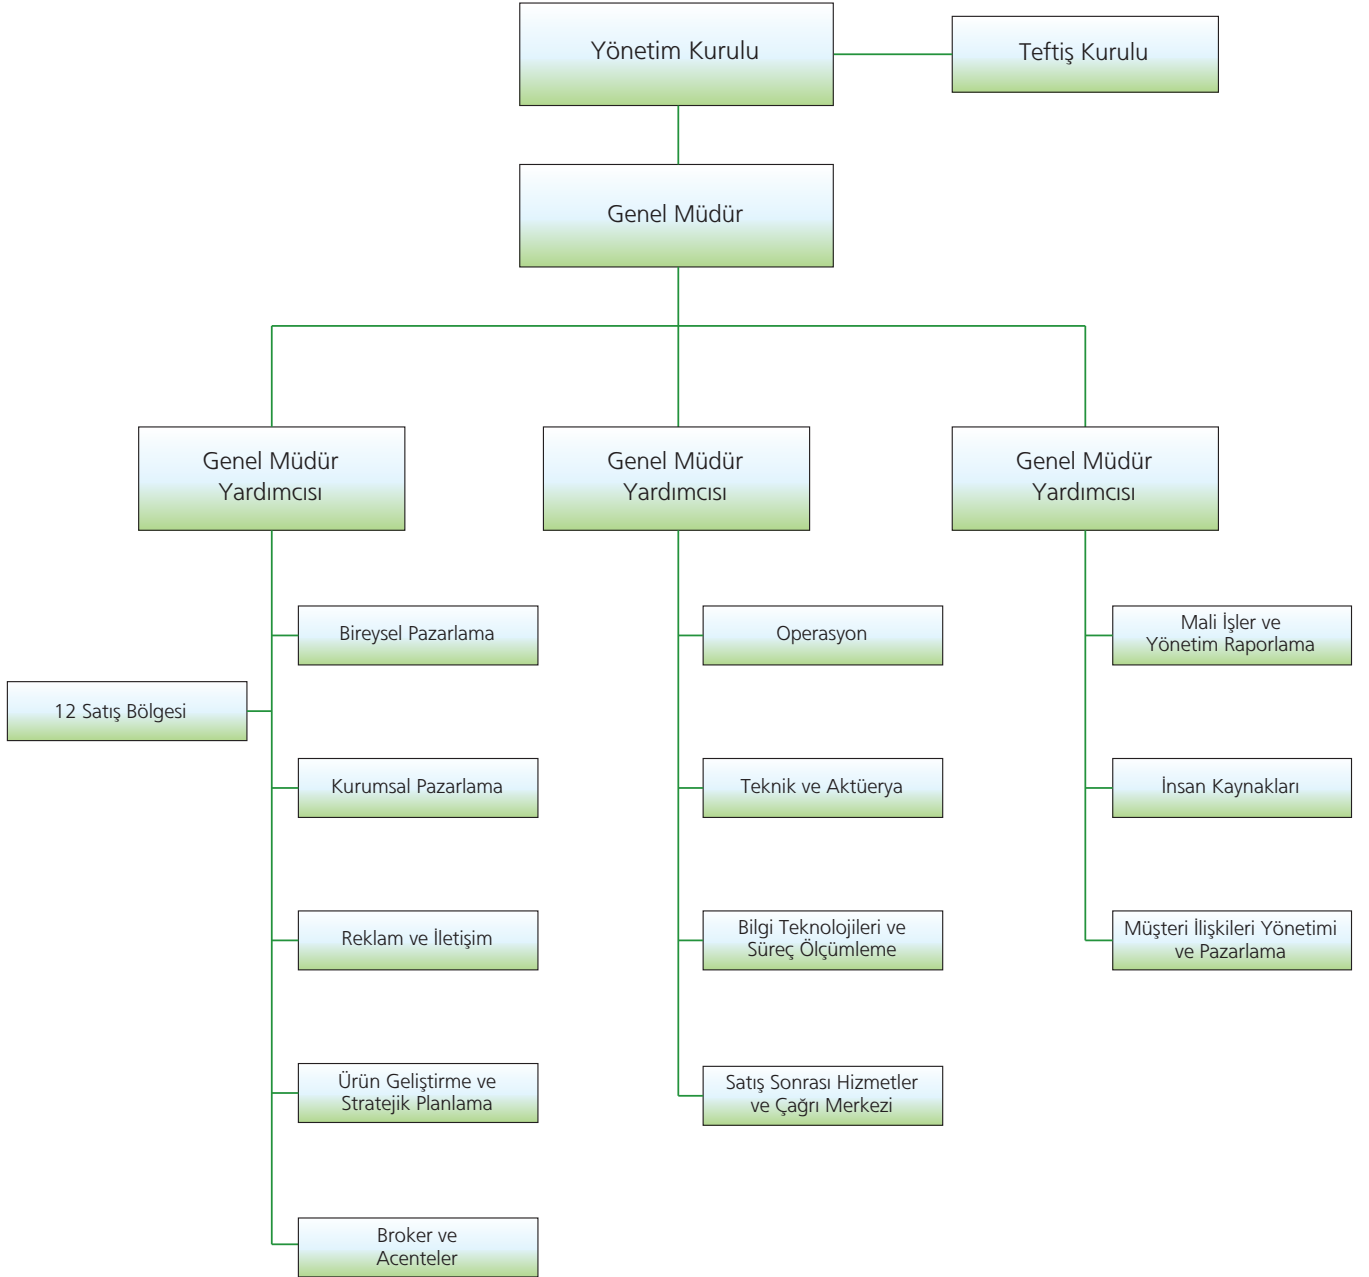 Yönetim Kurulu
Teftiş Kurulu
Genel Müdür
Genel Müdür
Yardımcısı
Genel Müdür
Yardımcısı
Genel Müdür
Yardımcısı
Bireysel Pazarlama
12 Satış Bölgesi
Kurumsal Pazarlama
Reklam ve İletişim
Ürün Geliştirme ve
Stratejik Planlama
Broker ve
Acenteler
Operasyon
Teknik ve Aktüerya
Bilgi Teknolojileri ve
Süreç Ölçümleme
Satış Sonrası Hizmetler
ve Çağrı Merkezi
Mali İşler ve
Yönetim Raporlama
İnsan Kaynakları
Müşteri İlişkileri Yönetimi
ve Pazarlama